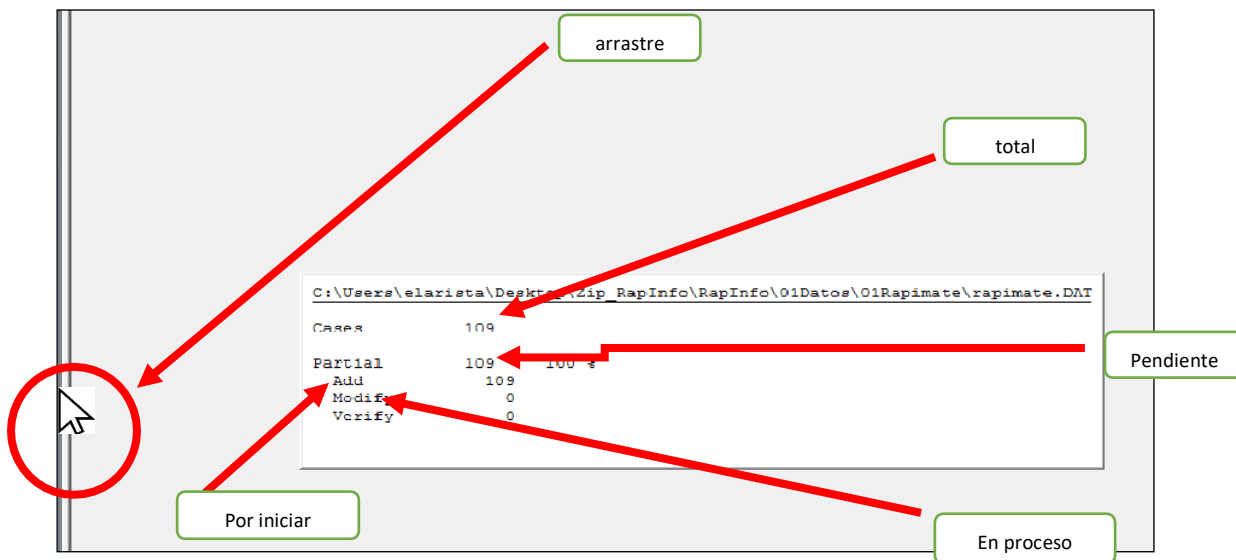 arrastre
total
C:\Users\elarista\Desktop\Zip_RapInfo\RapInfo\01Datos\01Rapimate\rapimate.DAT
Cases 109
Partial 109 100 %
Add 109
Modify 0
Verify 0
Pendiente
Por iniciar
En proceso